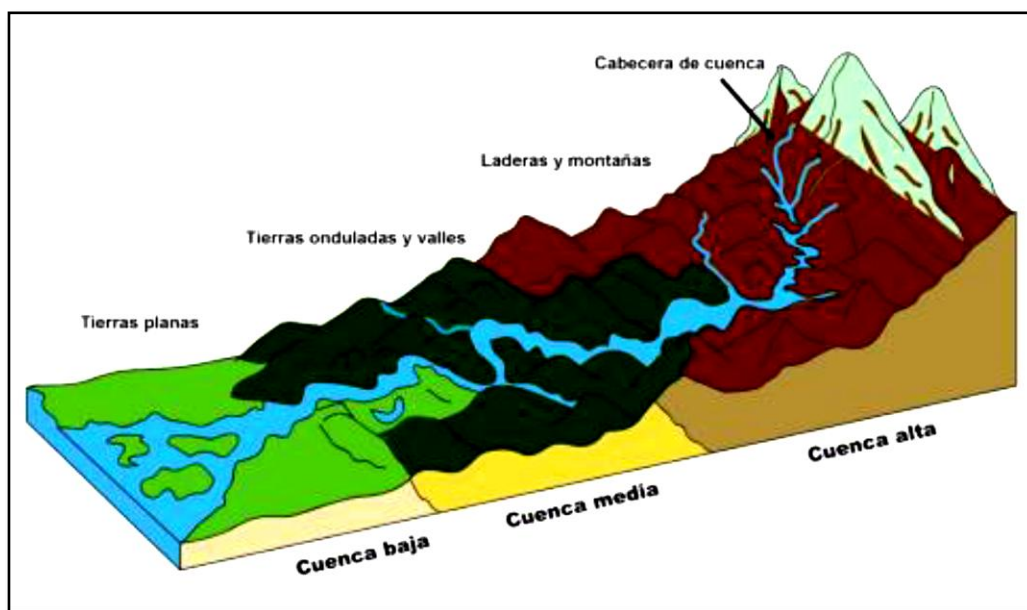 Cabecera de cuenca
Laderas y montañas
Tierras onduladas y valles
Tierras planas
Cuenca alta
Cuenca media
Cuenca baja